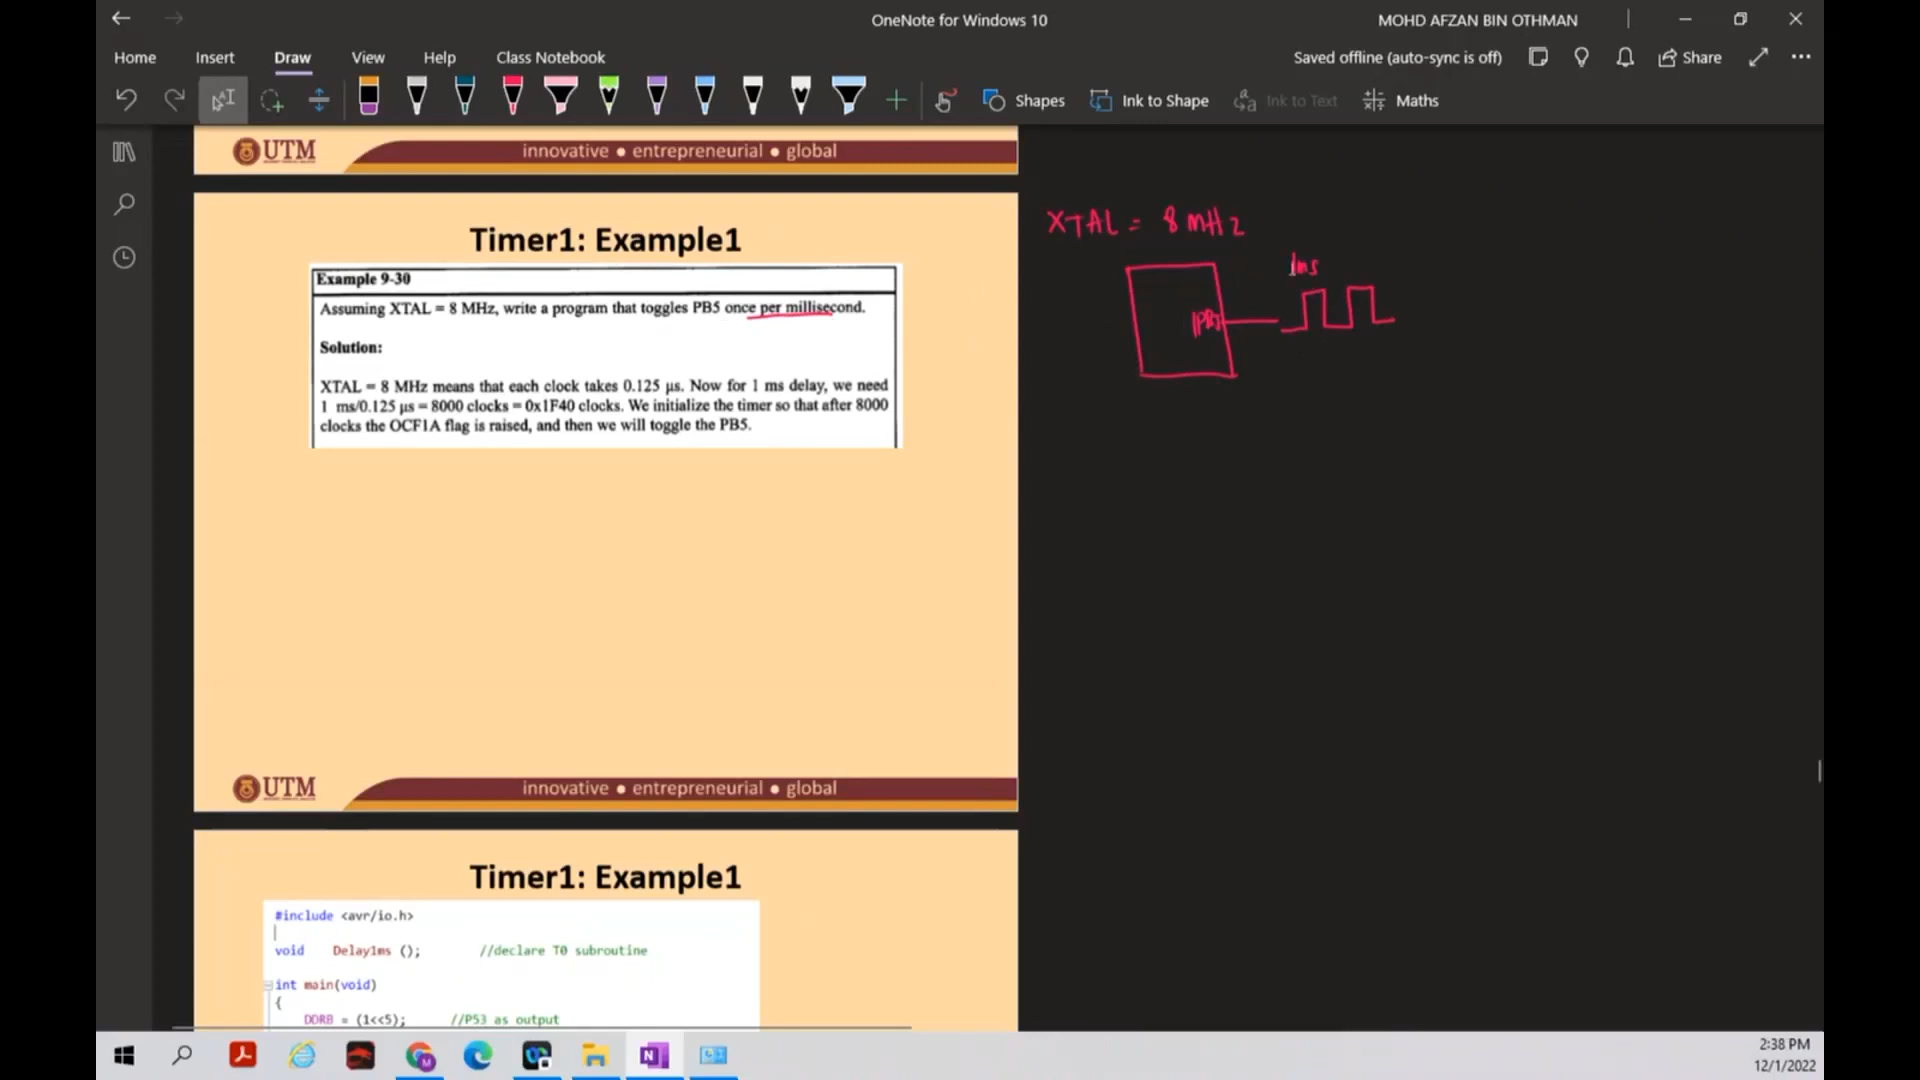 OneNote for Windows 10
MOHD AFZAN BIN OTHMAN
Home Insert Draw View Help Class Notebook
Saved offline (auto-sync is off)
Share
Shapes
Ink to Shape
Ink to Text
Maths
UTM
innovative ● entrepreneurial ● global
Timer1: Example1
Example 9-30
Assuming XTAL = 8 MHz, write a program that toggles PB5 once per millisecond.
Solution:
XTAL = 8 MHz means that each clock takes 0.125 µs. Now for 1 ms delay, we need
1 ms/0.125 µs = 8000 clocks = 0x1F40 clocks. We initialize the timer so that after 8000
clocks the OCF1A flag is raised, and then we will toggle the PB5.
XTAL = 8 MHz
1ms
PB5
UTM
innovative ● entrepreneurial ● global
Timer1: Example1
#include <avr/io.h>
void Delay1ms (); //declare T0 subroutine
int main(void)
{
DDRB = (1<<5); //P53 as output
2:38 PM
12/1/2022